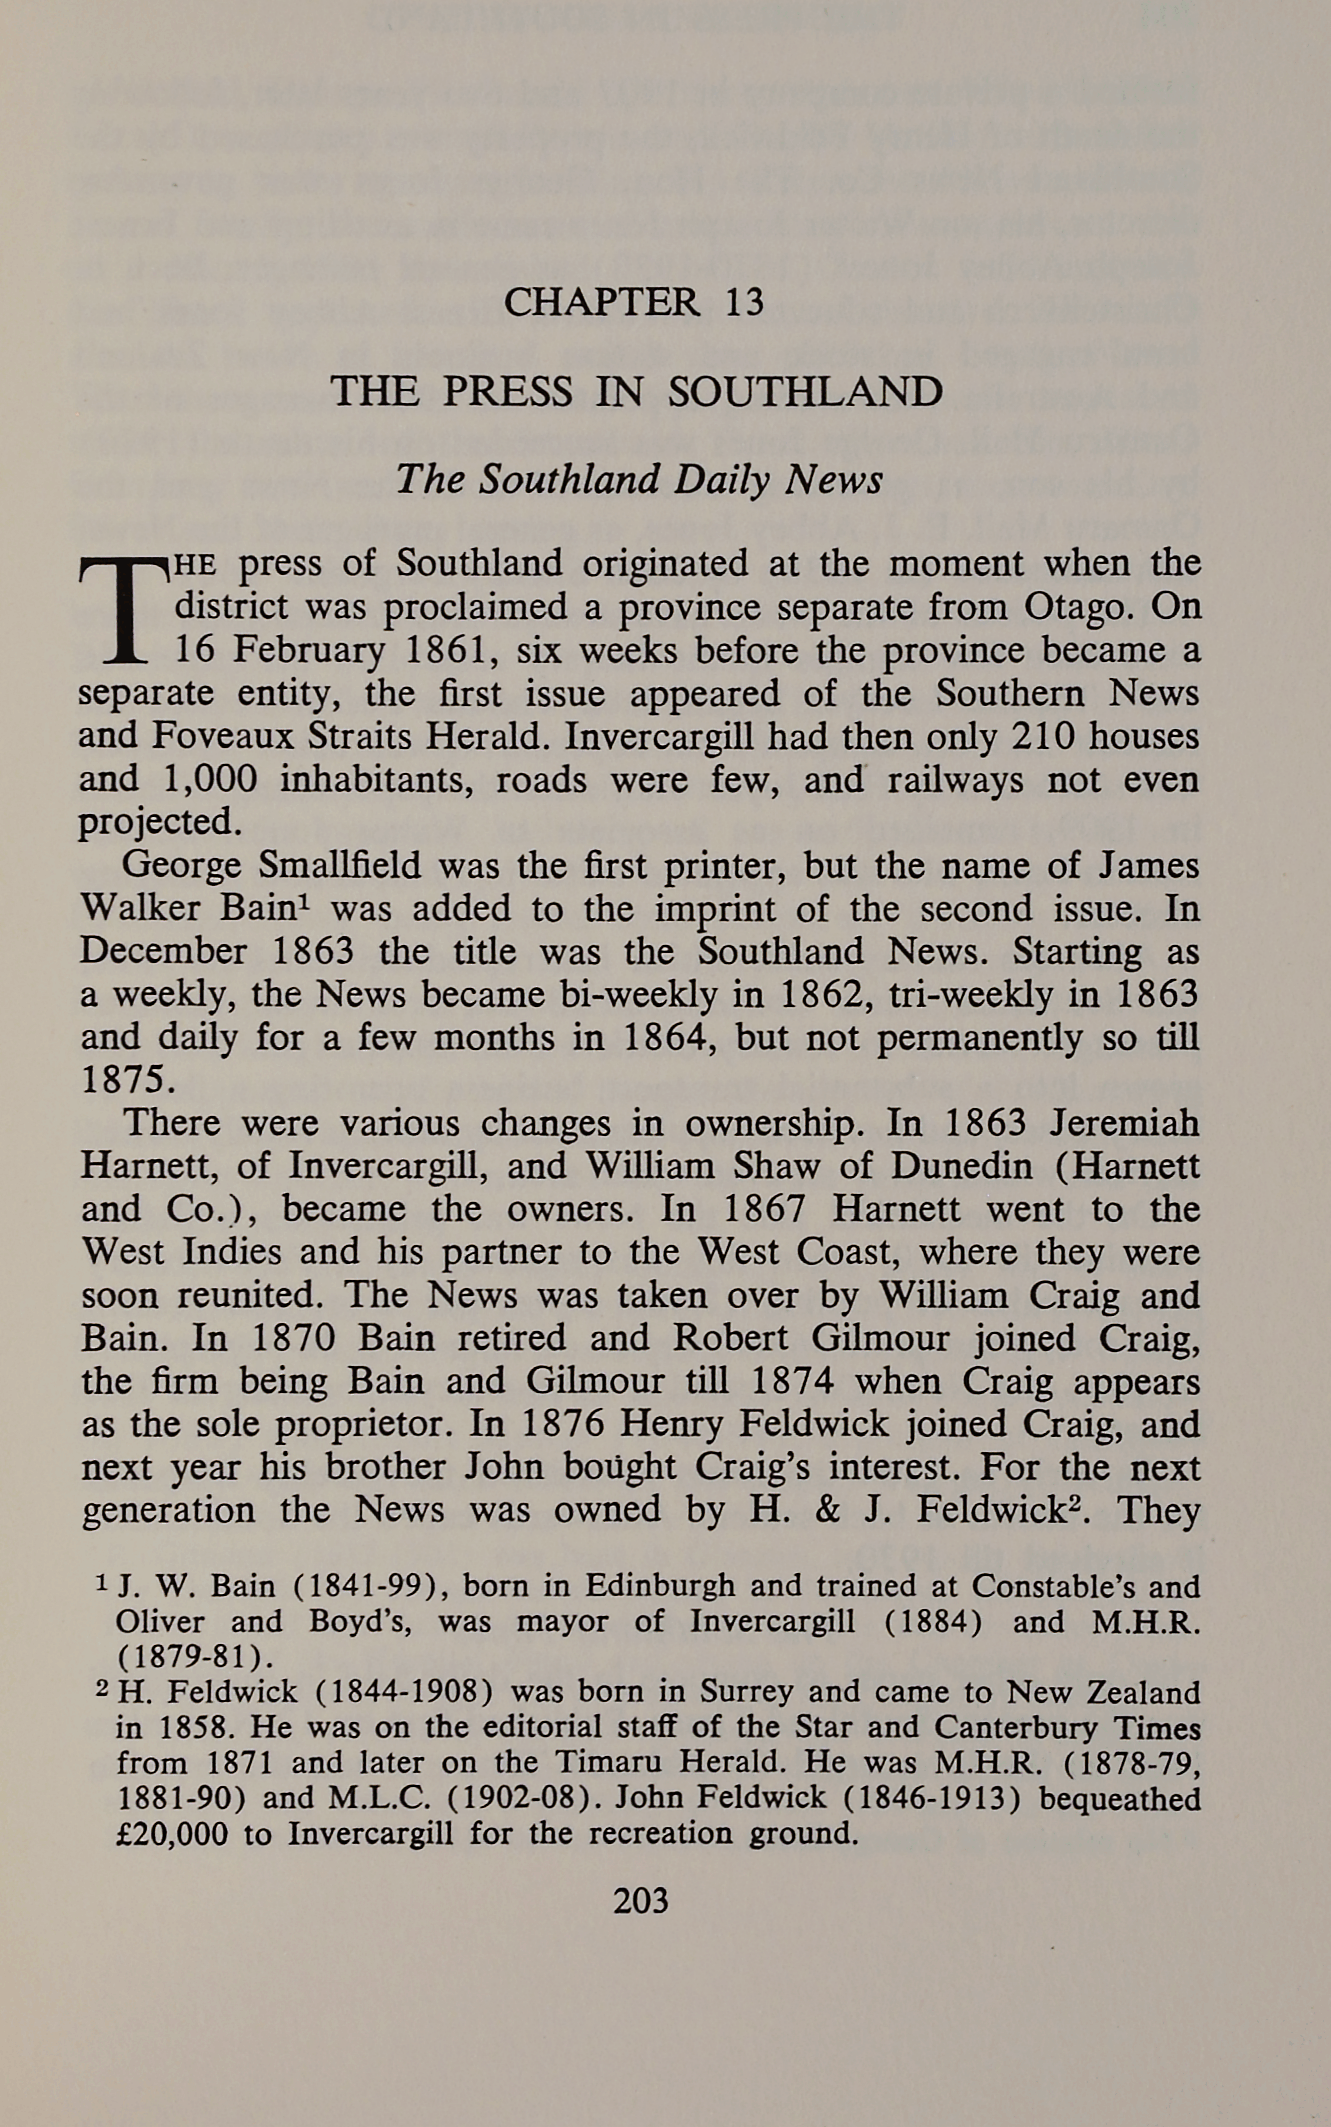 CHAPTER 13
THE PRESS IN SOUTHLAND
The Southland Daily News
THE press of Southland originated at the moment when the
district was proclaimed a province separate from Otago. On
16 February 1861, six weeks before the province became a
separate entity, the first issue appeared of the Southern News
and Foveaux Straits Herald. Invercargill had then only 210 houses
and 1,000 inhabitants, roads were few, and railways not even
projected.
George Smallfield was the first printer, but the name of James
Walker Bain¹ was added to the imprint of the second issue. In
December 1863 the title was the Southland News. Starting as
a weekly, the News became bi-weekly in 1862, tri-weekly in 1863
and daily for a few months in 1864, but not permanently so till
1875.
There were various changes in ownership. In 1863 Jeremiah
Harnett, of Invercargill, and William Shaw of Dunedin (Harnett
and Co.), became the owners. In 1867 Harnett went to the
West Indies and his partner to the West Coast, where they were
soon reunited. The News was taken over by William Craig and
Bain. In 1870 Bain retired and Robert Gilmour joined Craig,
the firm being Bain and Gilmour till 1874 when Craig appears
as the sole proprietor. In 1876 Henry Feldwick joined Craig, and
next year his brother John bought Craig's interest. For the next
generation the News was owned by H. & J. Feldwick². They
¹ J. W. Bain (1841-99), born in Edinburgh and trained at Constable's and
Oliver and Boyd's, was mayor of Invercargill (1884) and M.H.R.
(1879-81).
² H. Feldwick (1844-1908) was born in Surrey and came to New Zealand
in 1858. He was on the editorial staff of the Star and Canterbury Times
from 1871 and later on the Timaru Herald. He was M.H.R. (1878-79,
1881-90) and M.L.C. (1902-08). John Feldwick (1846-1913) bequeathed
£20,000 to Invercargill for the recreation ground.
203